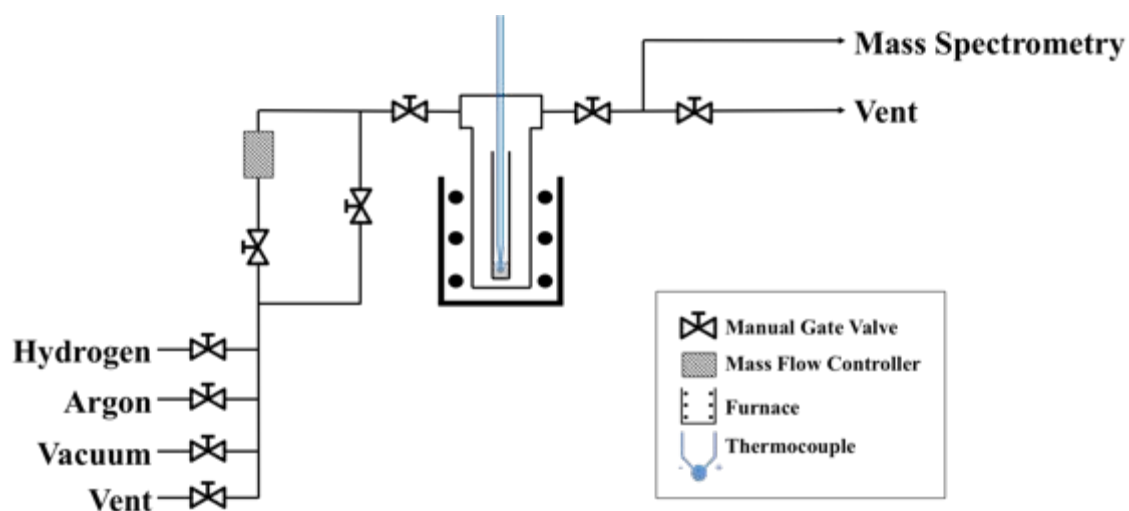 Mass Spectrometry
Vent
Hydrogen
Argon
Vacuum
Vent
Manual Gate Valve
Mass Flow Controller
Furnace
Thermocouple
- +